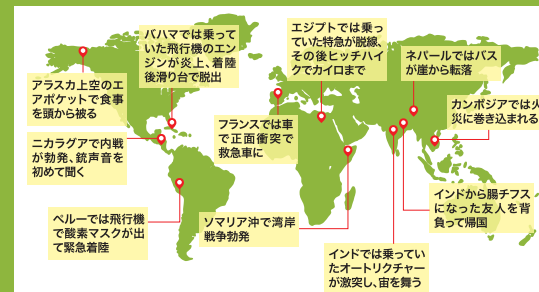 バハマでは乗って
いた飛行機のエン
ジンが炎上、着陸
後滑り台で脱出
エジプトでは乗っ
ていた特急が脱線、
その後ヒッチハイ
クでカイロまで
ネパールではバス
が崖から転落
アラスカ上空のエ
アポケットで食事
を頭から被る
カンボジアでは火
災に巻き込まれる
フランスでは車
で正面衝突で
救急車に
ニカラグアで内戦
が勃発、銃声音を
初めて聞く
ペルーでは飛行機
で酸素マスクが出
て緊急着陸
ソマリア沖で湾岸
戦争勃発
インドから腸チフス
になった友人を背
負って帰国
インドでは乗ってい
たオートリクチャー
が激突し、宙を舞う